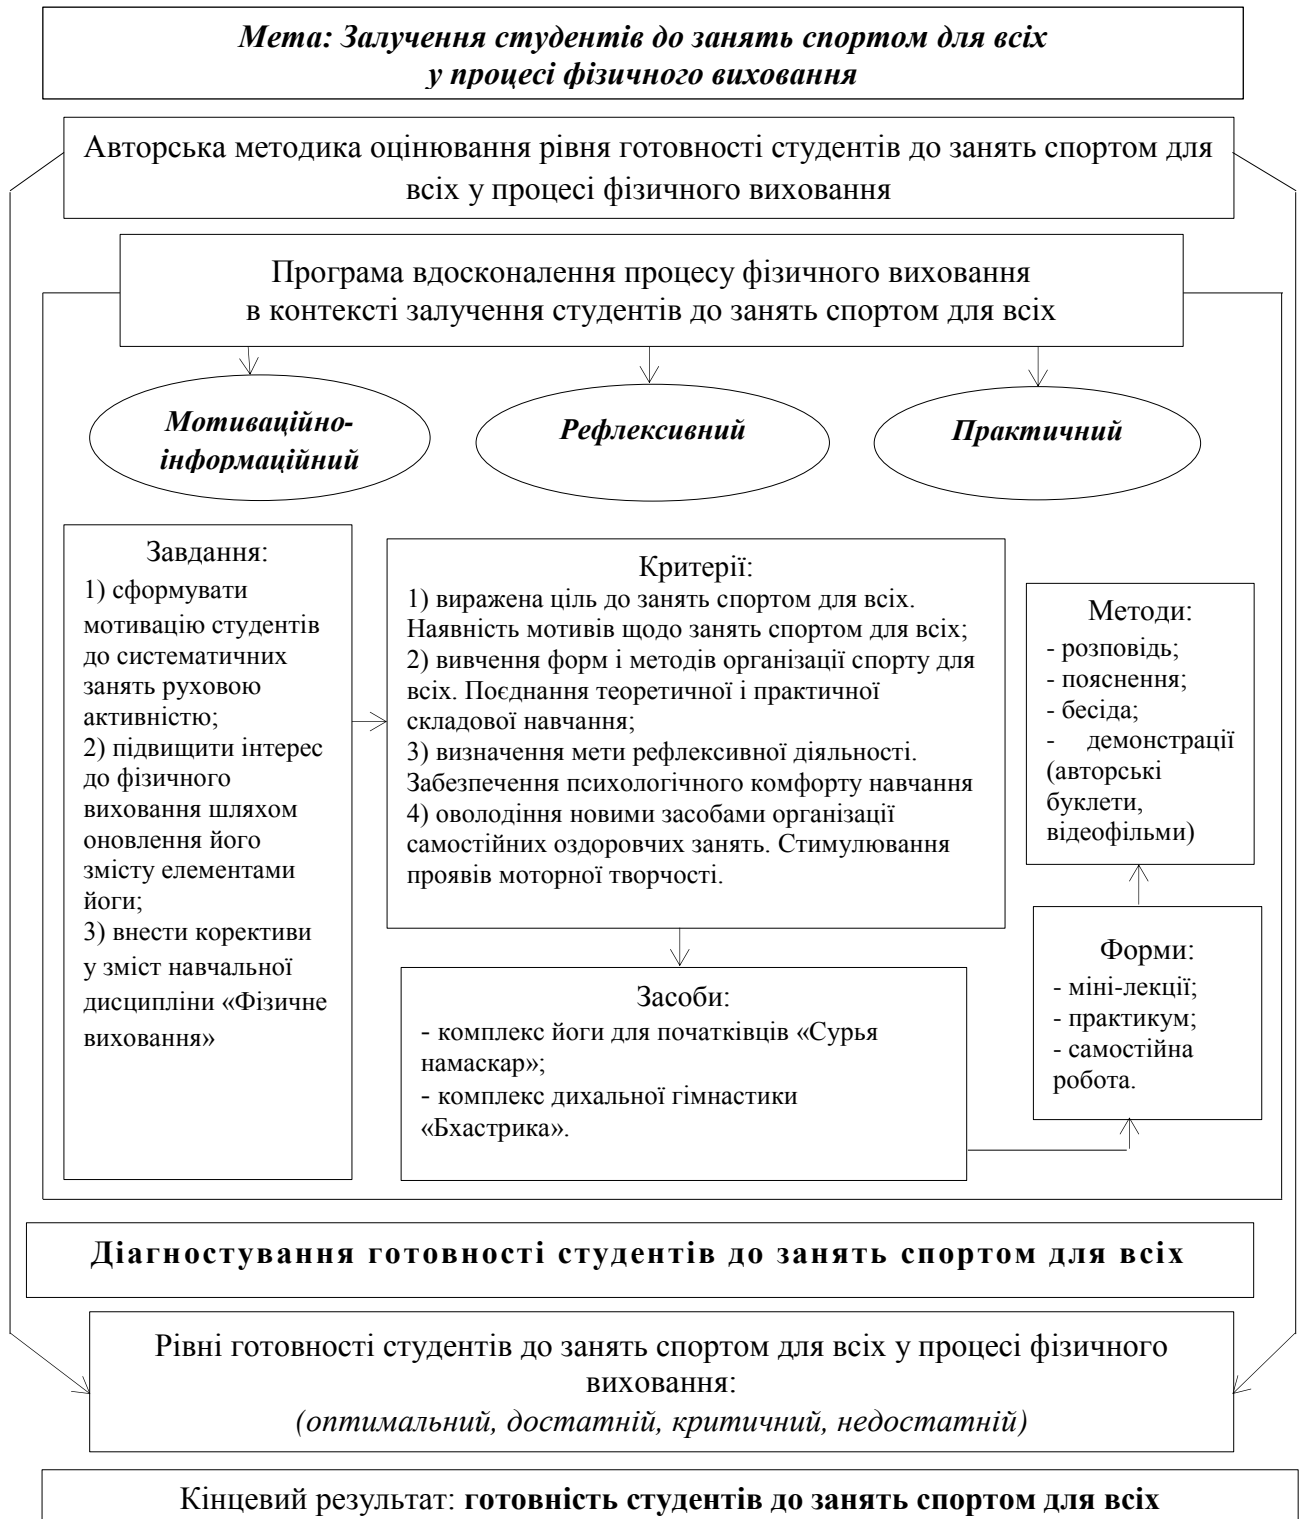 Мета: Залучення студентів до занять спортом для всіх
у процесі фізичного виховання
Авторська методика оцінювання рівня готовності студентів до занять спортом для
всіх у процесі фізичного виховання
Програма вдосконалення процесу фізичного виховання
в контексті залучення студентів до занять спортом для всіх
Мотиваційно-
інформаційний
Рефлексивний
Практичний
Завдання:
1) сформувати
мотивацію студентів
до систематичних
занять руховою
активністю;
2) підвищити інтерес
до фізичного
виховання шляхом
оновлення його
змісту елементами
йоги;
3) внести корективи
у зміст навчальної
дисципліни «Фізичне
виховання»
Критерії:
1) виражена ціль до занять спортом для всіх.
Наявність мотивів щодо занять спортом для всіх;
2) вивчення форм і методів організації спорту для
всіх. Поєднання теоретичної і практичної
складової навчання;
3) визначення мети рефлексивної діяльності.
Забезпечення психологічного комфорту навчання
4) оволодіння новими засобами організації
самостійних оздоровчих занять. Стимулювання
проявів моторної творчості.
Засоби:
- комплекс йоги для початківців «Сурья
намаскар»;
- комплекс дихальної гімнастики
«Бхастрика».
Методи:
- розповідь;
- пояснення;
- бесіда;
- демонстрації
(авторські
буклети,
відеофільми)
Форми:
- міні-лекції;
- практикум;
- самостійна
робота.
Діагностування готовності студентів до занять спортом для всіх
Рівні готовності студентів до занять спортом для всіх у процесі фізичного
виховання:
(оптимальний, достатній, критичний, недостатній)
Кінцевий результат: готовність студентів до занять спортом для всіх